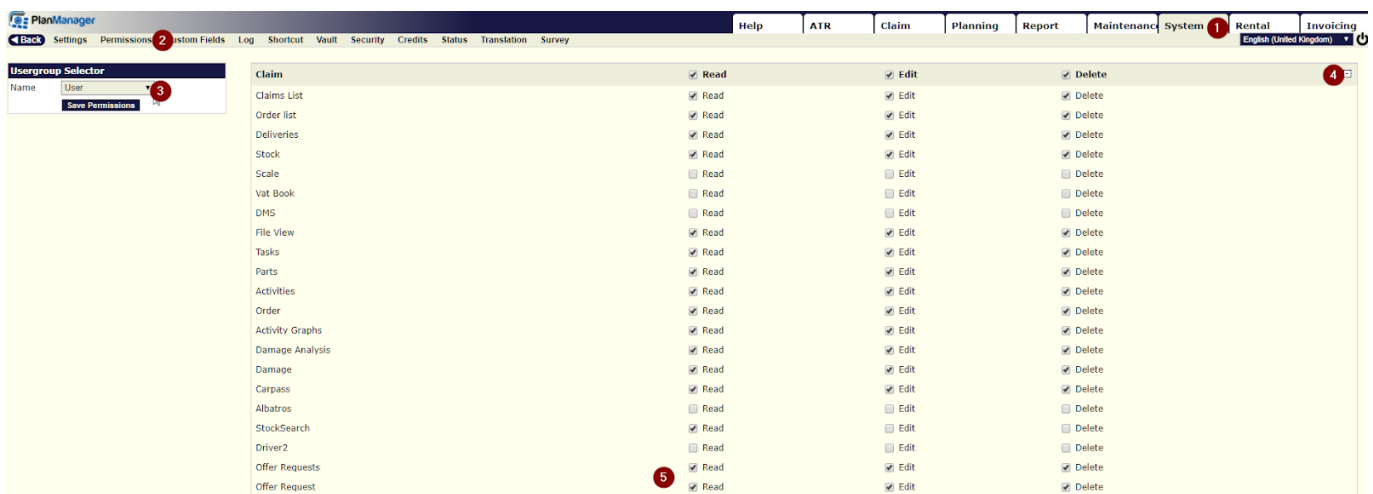 PlanManager
Help ATR Claim Planning Report Maintenance System 1 Rental Invoicing
Back Settings Permissions 2 ustom Fields Log Shortcut Vault Security Credits Status Translation Survey English (United Kingdom)
Usergroup Selector
Name User 3
Save Permissions
Claim Read Edit Delete 4
Claims List Read Edit Delete
Order list Read Edit Delete
Deliveries Read Edit Delete
Stock Read Edit Delete
Scale Read Edit Delete
Vat Book Read Edit Delete
DMS Read Edit Delete
File View Read Edit Delete
Tasks Read Edit Delete
Parts Read Edit Delete
Activities Read Edit Delete
Order Read Edit Delete
Activity Graphs Read Edit Delete
Damage Analysis Read Edit Delete
Damage Read Edit Delete
Carpass Read Edit Delete
Albatros Read Edit Delete
StockSearch Read Edit Delete
Driver2 Read Edit Delete
Offer Requests Read Edit Delete
5
Offer Request Read Edit Delete